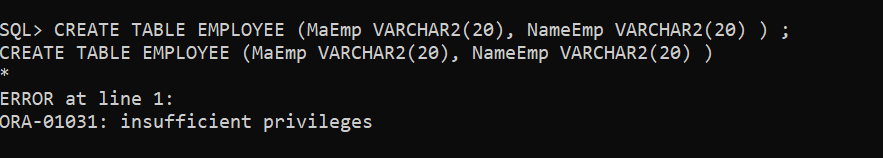 SQL> CREATE TABLE EMPLOYEE (MaEmp VARCHAR2(20), NameEmp VARCHAR2(20) ) ;
CREATE TABLE EMPLOYEE (MaEmp VARCHAR2(20), NameEmp VARCHAR2(20) )
*
ERROR at line 1:
ORA-01031: insufficient privileges